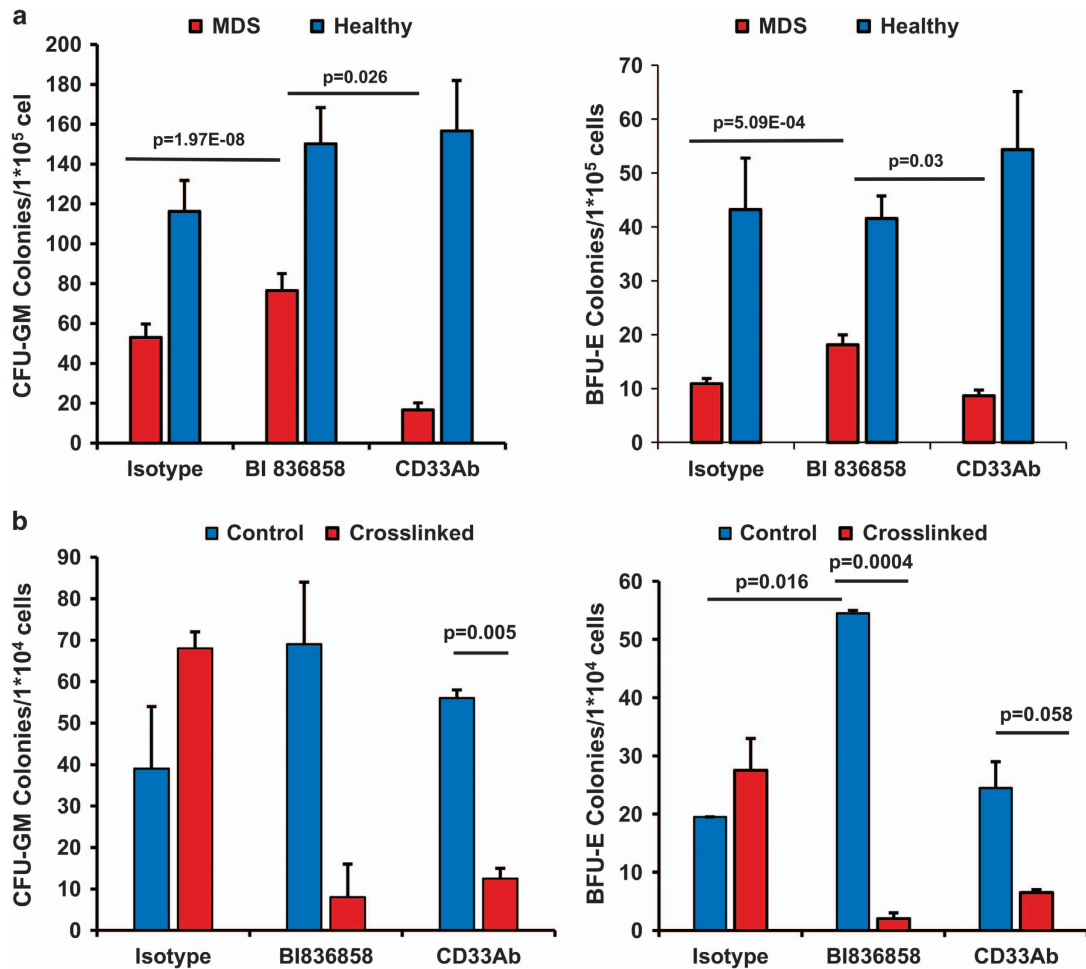 a
MDS Healthy
CFU-GM Colonies/1*10⁵ cel
200
180
160
140
120
100
80
60
40
20
0
p=1.97E-08
p=0.026
Isotype BI 836858 CD33Ab
MDS Healthy
BFU-E Colonies/1*10⁵ cells
70
60
50
40
30
20
10
0
p=5.09E-04
p=0.03
Isotype BI 836858 CD33Ab
b
Control Crosslinked
CFU-GM Colonies/1*10⁴ cells
90
80
70
60
50
40
30
20
10
0
p=0.005
Isotype BI836858 CD33Ab
Control Crosslinked
BFU-E Colonies/1*10⁴ cells
60
50
40
30
20
10
0
p=0.016
p=0.0004
p=0.058
Isotype BI836858 CD33Ab